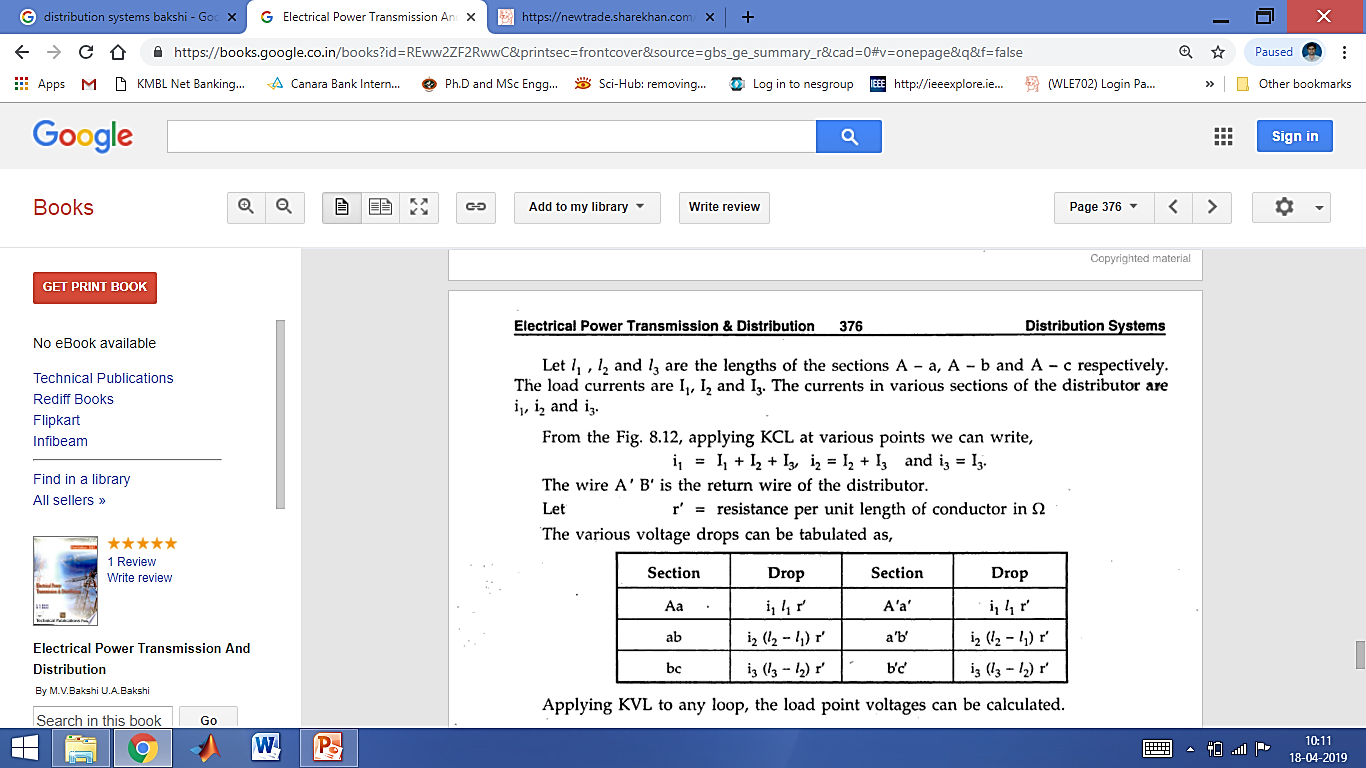 distribution systems bakshi - Goo
Electrical Power Transmission An
https://newtrade.sharekhan.com
https://books.google.co.in/books?id=REww2ZF2RwwC&printsec=frontcover&source=gbs_ge_summary_r&cad=0#v=onepage&q&f=false
Paused
Apps
KMBL Net Banking...
Canara Bank Intern...
Ph.D and MSc Engg...
Sci-Hub: removing...
Log in to nesgroup
IEEE http://ieeexplore.ie...
(WLE702) Login Pa...
»
Other bookmarks
Google
Sign in
Books
Add to my library
Write review
Page 376
GET PRINT BOOK
No eBook available
Technical Publications
Rediff Books
Flipkart
Infibeam
Find in a library
All sellers »
1 Review
Write review
Electrical Power Transmission And
Distribution
By M.V.Bakshi U.A.Bakshi
Search in this book
Go
Copyrighted material
Electrical Power Transmission & Distribution 376 Distribution Systems
Let l₁ , l₂ and l₃ are the lengths of the sections A – a, A – b and A – c respectively.
The load currents are I₁, I₂ and I₃. The currents in various sections of the distributor are
i₁, i₂ and i₃.
From the Fig. 8.12, applying KCL at various points we can write,
i₁ = I₁ + I₂ + I₃, i₂ = I₂ + I₃ and i₃ = I₃.
The wire A' B' is the return wire of the distributor.
Let r' = resistance per unit length of conductor in Ω
The various voltage drops can be tabulated as,
Section Drop Section Drop
Aa i₁ l₁ r' A'a' i₁ l₁ r'
ab i₂ (l₂ – l₁) r' a'b' i₂ (l₂ – l₁) r'
bc i₃ (l₃ – l₂) r' b'c' i₃ (l₃ – l₂) r'
Applying KVL to any loop, the load point voltages can be calculated.
10:11
18-04-2019